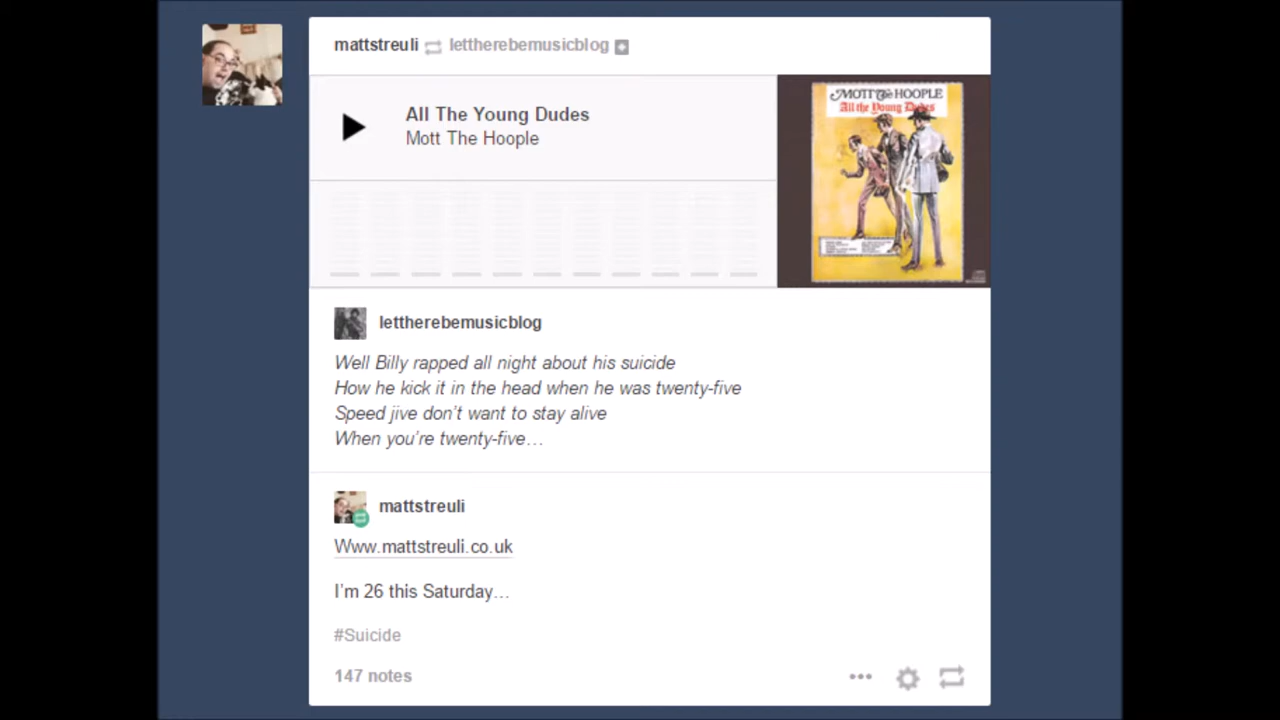 mattstreuli lettherebemusicblog
All The Young Dudes
Mott The Hoople
MOTT The HOOPLE
All the Young Dudes
lettherebemusicblog
Well Billy rapped all night about his suicide
How he kick it in the head when he was twenty-five
Speed jive don't want to stay alive
When you're twenty-five…
mattstreuli
Www.mattstreuli.co.uk
I'm 26 this Saturday…
#Suicide
147 notes